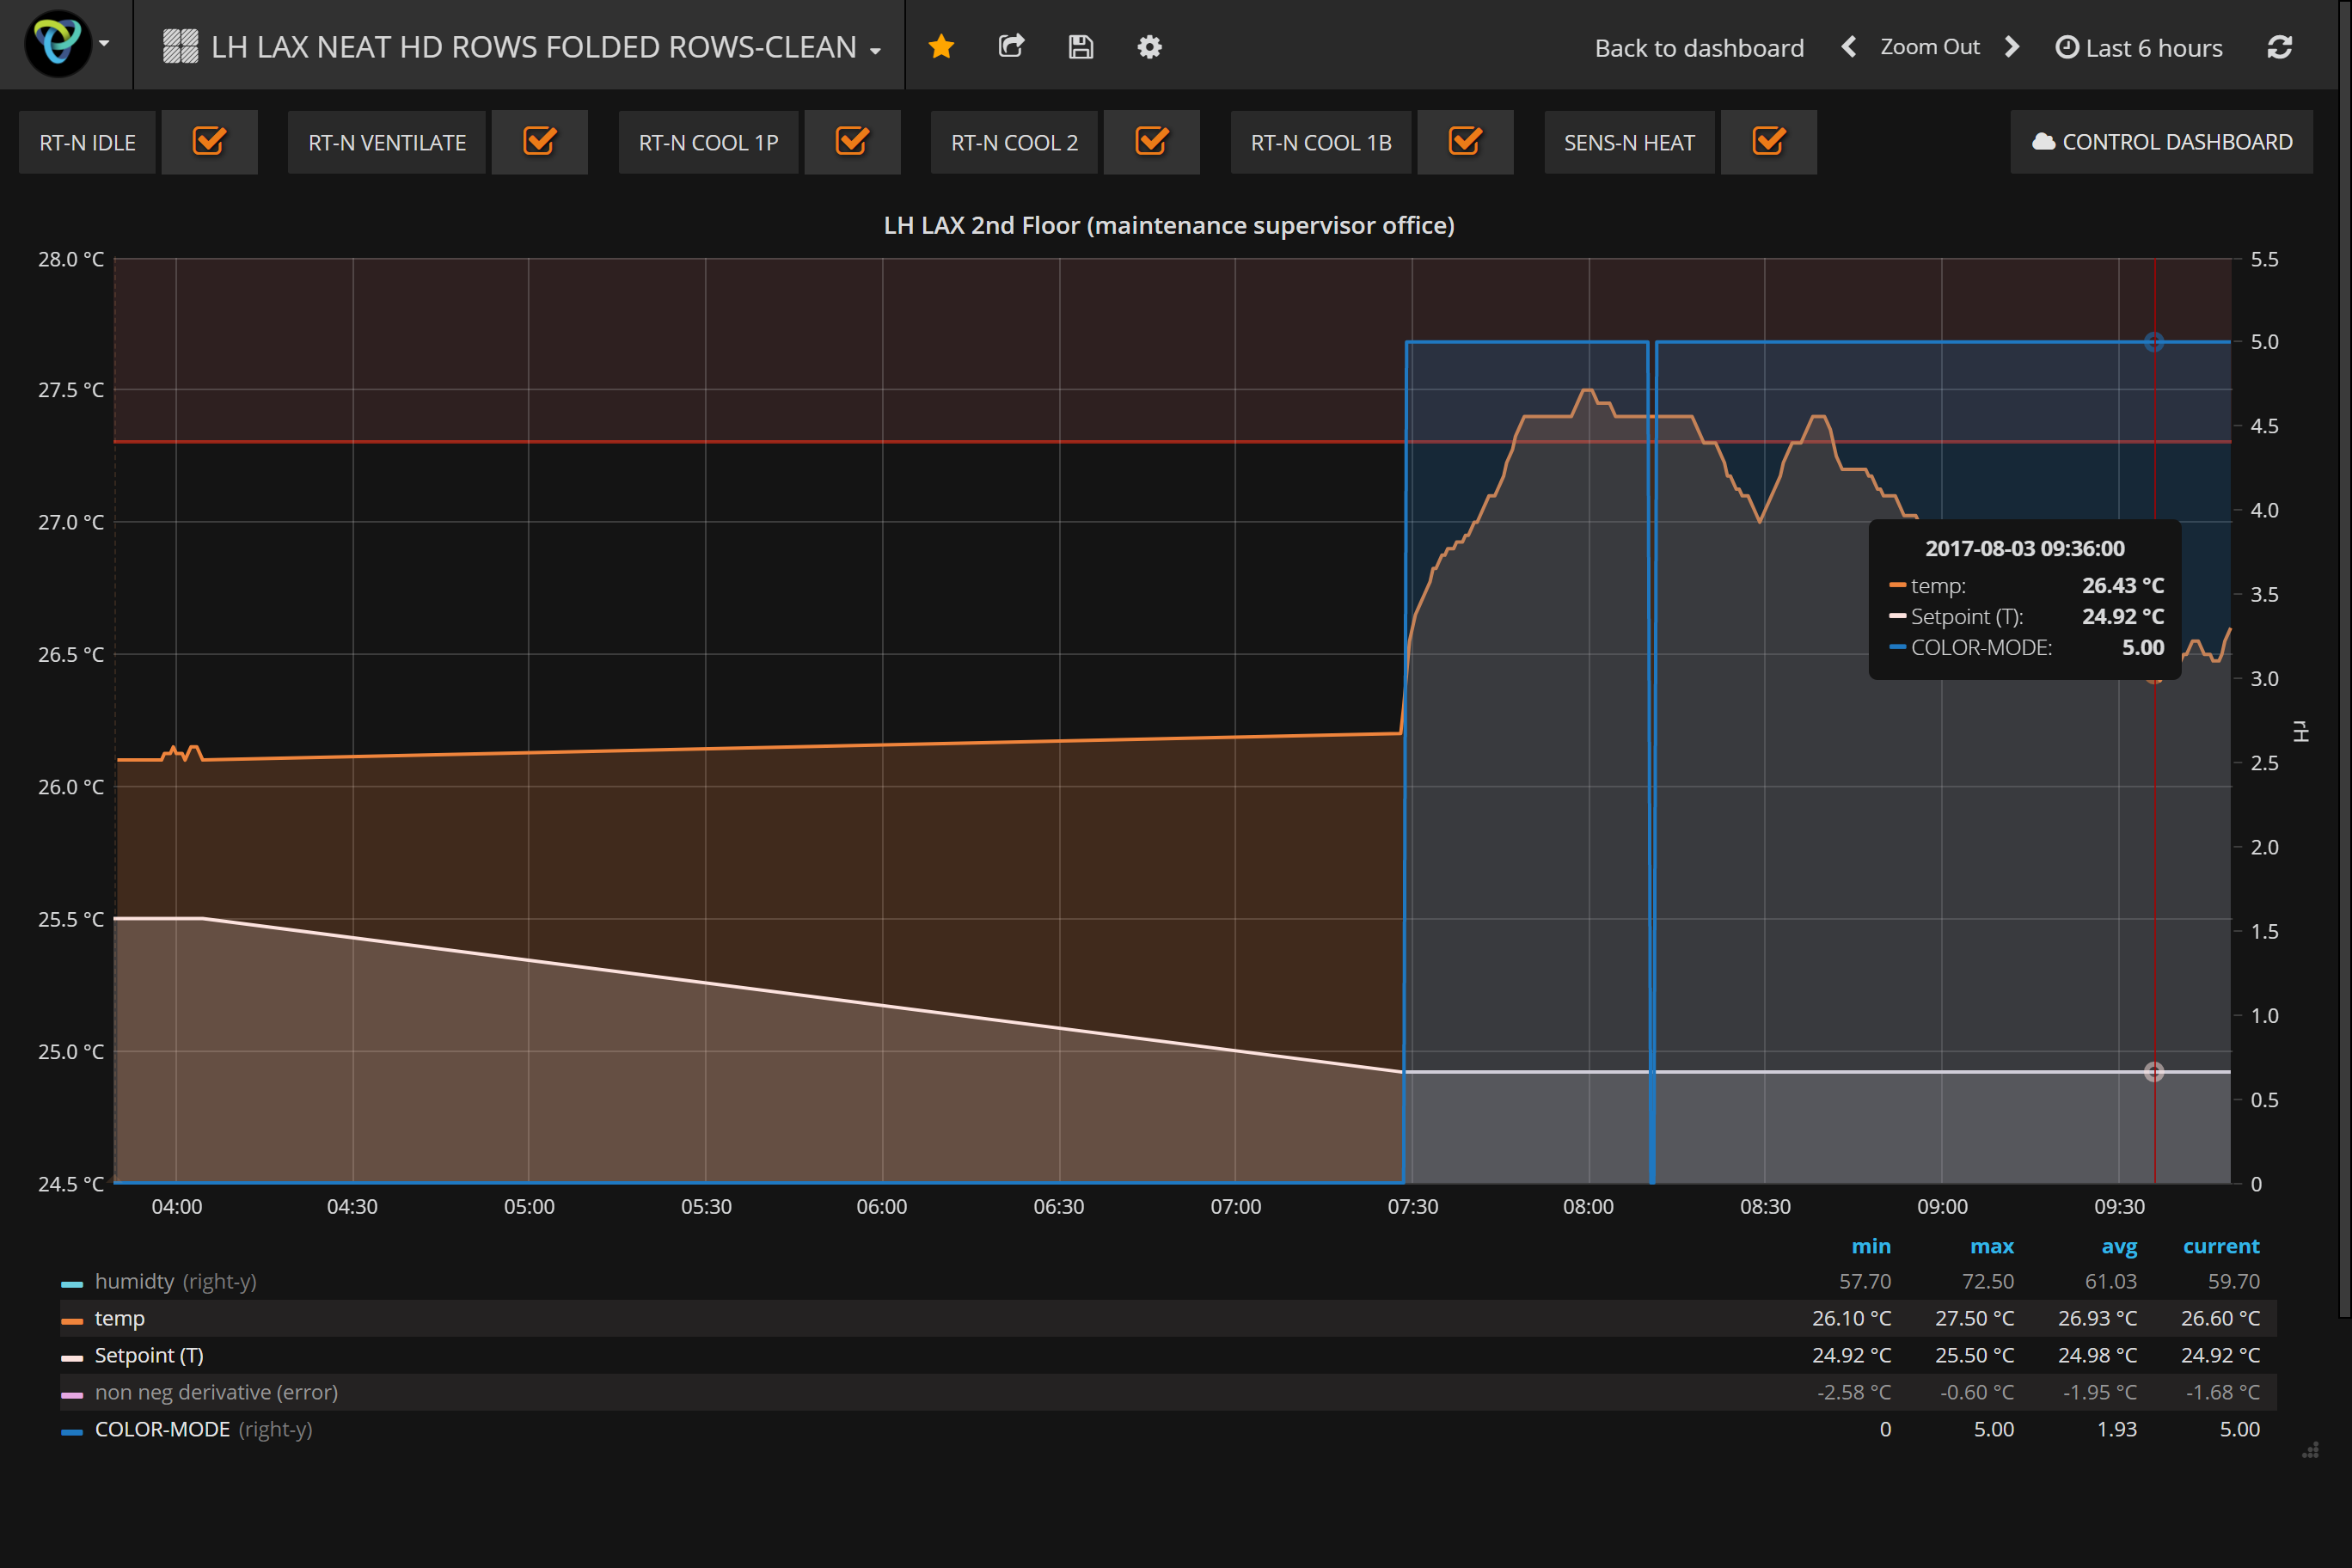 LH LAX NEAT HD ROWS FOLDED ROWS-CLEAN Back to dashboard Zoom Out Last 6 hours
RT-N IDLE RT-N VENTILATE RT-N COOL 1P RT-N COOL 2 RT-N COOL 1B SENS-N HEAT CONTROL DASHBOARD
LH LAX 2nd Floor (maintenance supervisor office)
28.0 °C 5.5
5.0
27.5 °C
4.5
27.0 °C 4.0
2017-08-03 09:36:00
temp: 26.43 °C
3.5
Setpoint (T): 24.92 °C
COLOR-MODE: 5.00
26.5 °C
3.0
rH
2.5
26.0 °C
2.0
25.5 °C
1.5
1.0
25.0 °C
0.5
24.5 °C 0
04:00 04:30 05:00 05:30 06:00 06:30 07:00 07:30 08:00 08:30 09:00 09:30
min max avg current
humidty (right-y) 57.70 72.50 61.03 59.70
temp 26.10 °C 27.50 °C 26.93 °C 26.60 °C
Setpoint (T) 24.92 °C 25.50 °C 24.98 °C 24.92 °C
non neg derivative (error) -2.58 °C -0.60 °C -1.95 °C -1.68 °C
COLOR-MODE (right-y) 0 5.00 1.93 5.00